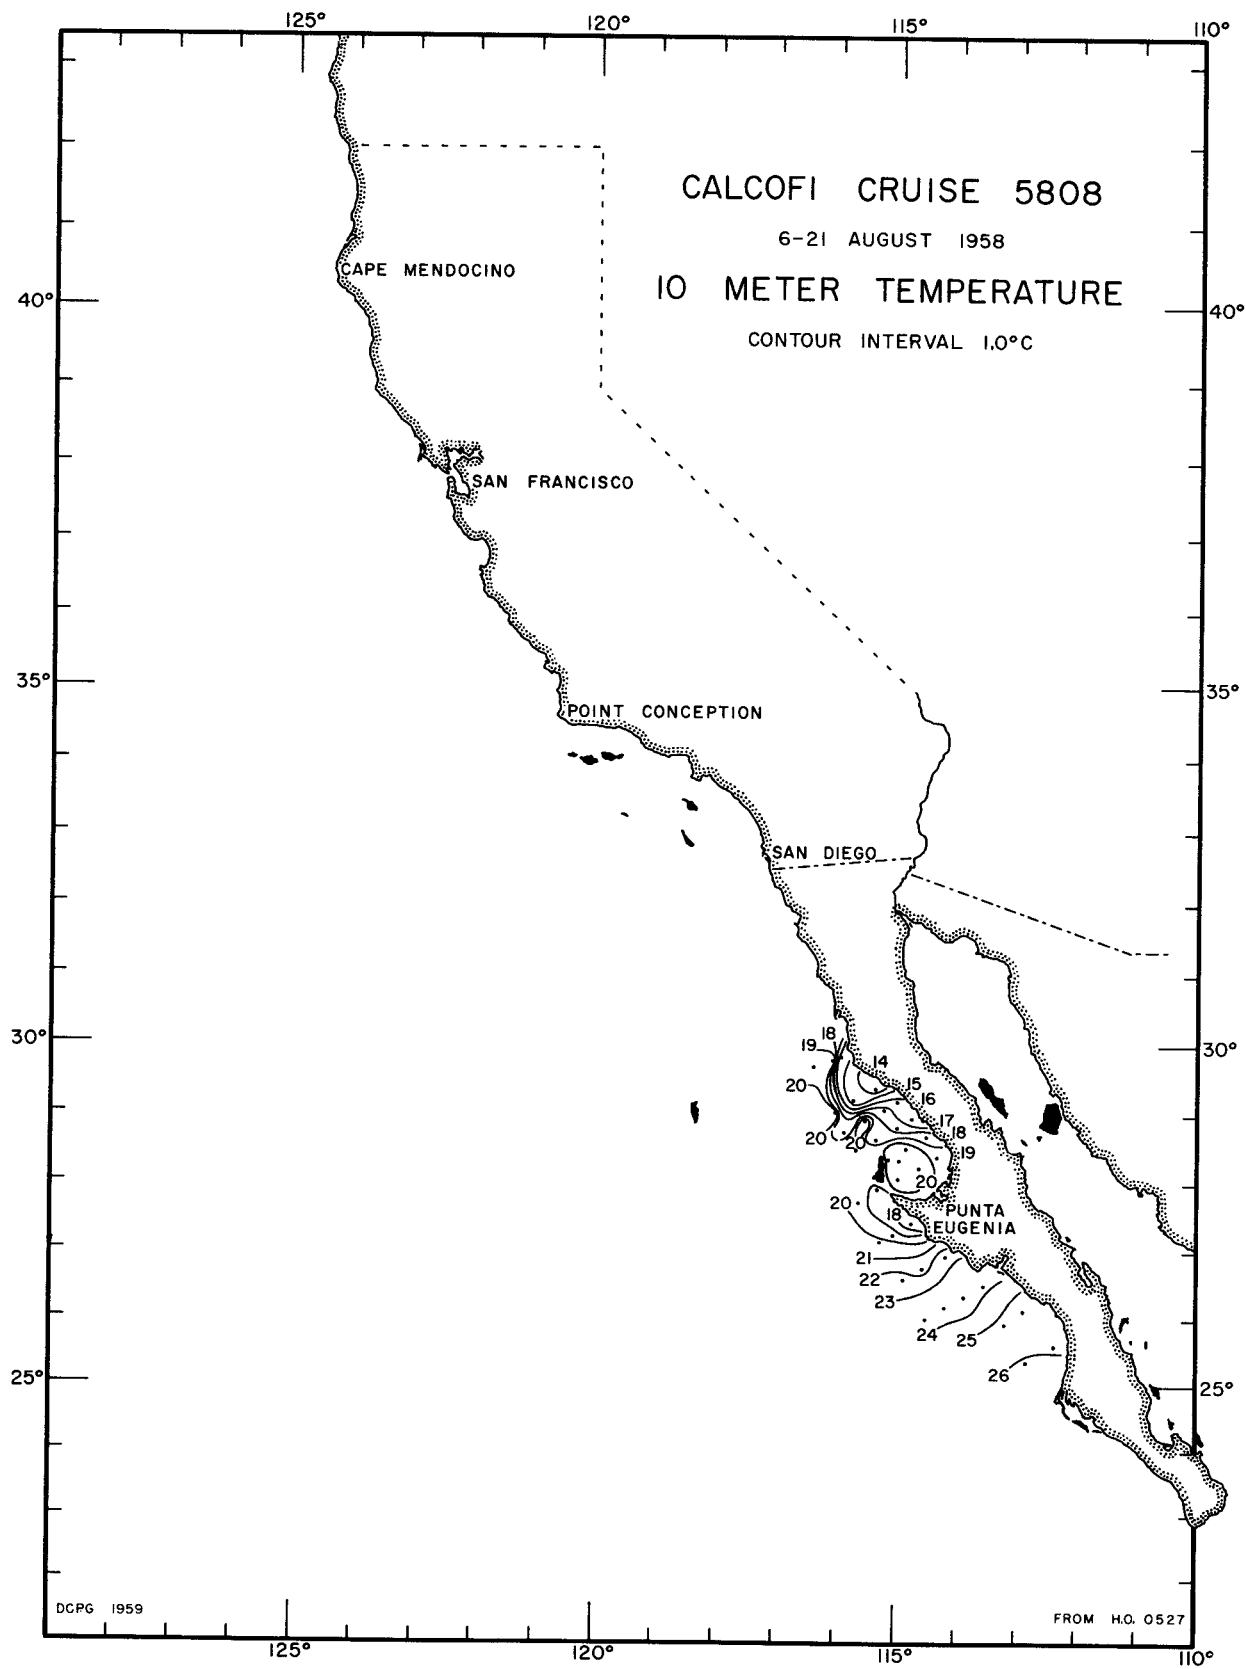 125° 120° 115° 110°
CALCOFI CRUISE 5808
6-21 AUGUST 1958
CAPE MENDOCINO
10 METER TEMPERATURE
40° 40°
CONTOUR INTERVAL 1.0°C
SAN FRANCISCO
35° 35°
POINT CONCEPTION
SAN DIEGO
18
30° 30°
19
14
20 15
16
17
18
20 20
19
20
20
18
PUNTA
EUGENIA
21
22
23
24 25
26
25° 25°
DCPG 1959
FROM H.O. 0527
125° 120° 115° 110°